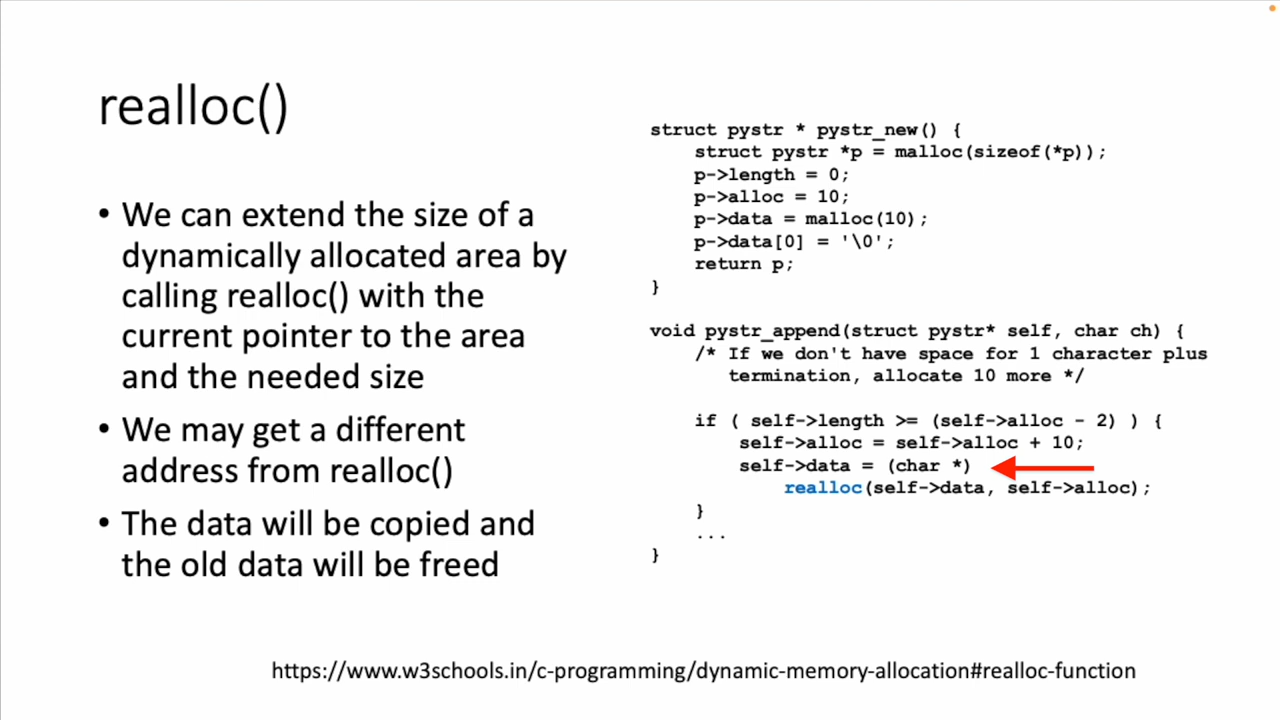 realloc()
• We can extend the size of a
dynamically allocated area by
calling realloc() with the
current pointer to the area
and the needed size
• We may get a different
address from realloc()
• The data will be copied and
the old data will be freed
struct pystr * pystr_new() {
    struct pystr *p = malloc(sizeof(*p));
    p->length = 0;
    p->alloc = 10;
    p->data = malloc(10);
    p->data[0] = '\0';
    return p;
}
void pystr_append(struct pystr* self, char ch) {
    /* If we don't have space for 1 character plus
       termination, allocate 10 more */
    if ( self->length >= (self->alloc - 2) ) {
        self->alloc = self->alloc + 10;
        self->data = (char *)
            realloc(self->data, self->alloc);
    }
    ...
}
https://www.w3schools.in/c-programming/dynamic-memory-allocation#realloc-function